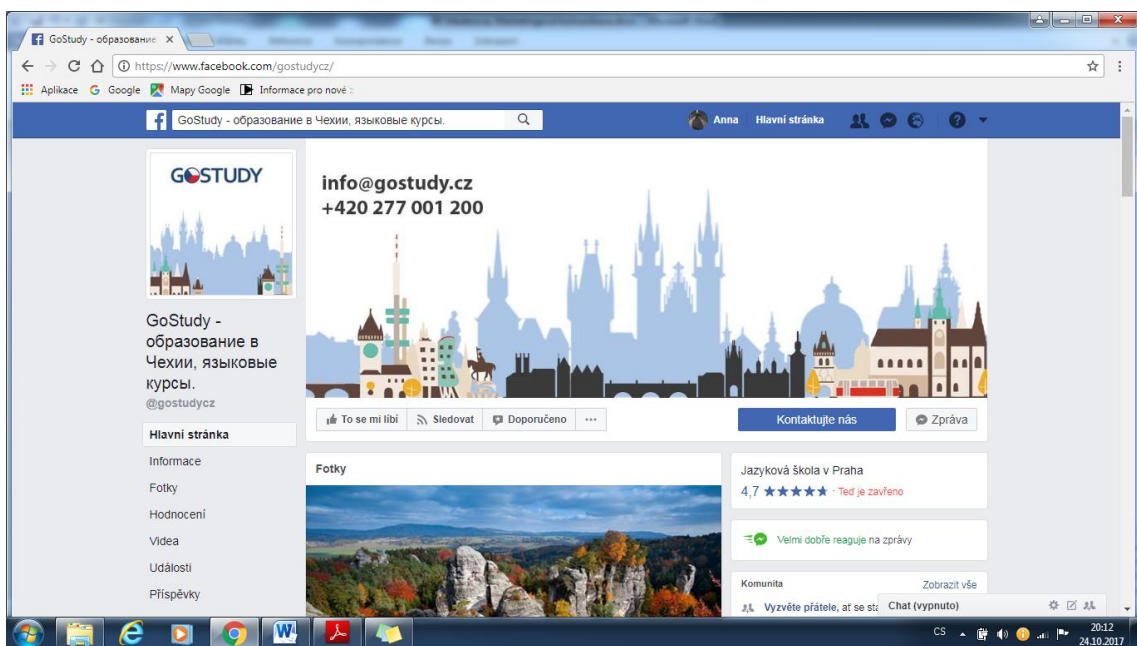 GoStudy - образование
https://www.facebook.com/gostudycz/
Aplikace Google Mapy Google Informace pro nové
GoStudy - образование в Чехии, языковые курсы.
Anna Hlavní stránka
GOSTUDY
info@gostudy.cz
+420 277 001 200
GoStudy -
образование в
Чехии, языковые
курсы.
@gostudycz
To se mi líbí Sledovat Doporučeno ...
Kontaktujte nás Zpráva
Hlavní stránka
Informace
Fotky
Hodnocení
Videa
Události
Příspěvky
Fotky
Jazyková škola v Praha
4,7 ★★★★★ · Teď je zavřeno
Velmi dobře reaguje na zprávy
Komunita Zobrazit vše
Vyzvěte přátele, ať se
Chat (vypnuto)
CS
20:12
24.10.2017